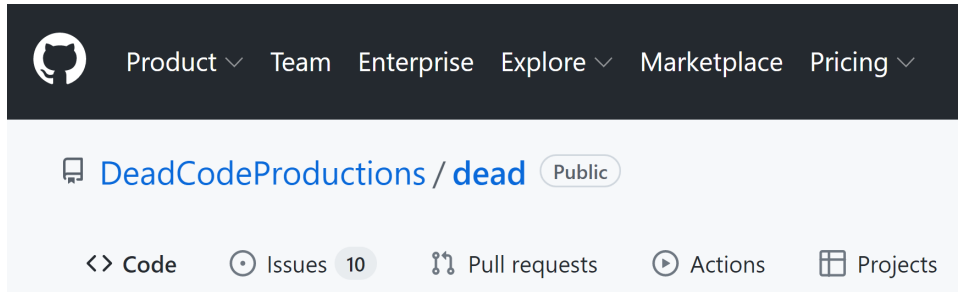 Product Team Enterprise Explore Marketplace Pricing
DeadCodeProductions / dead Public
Code Issues 10 Pull requests Actions Projects